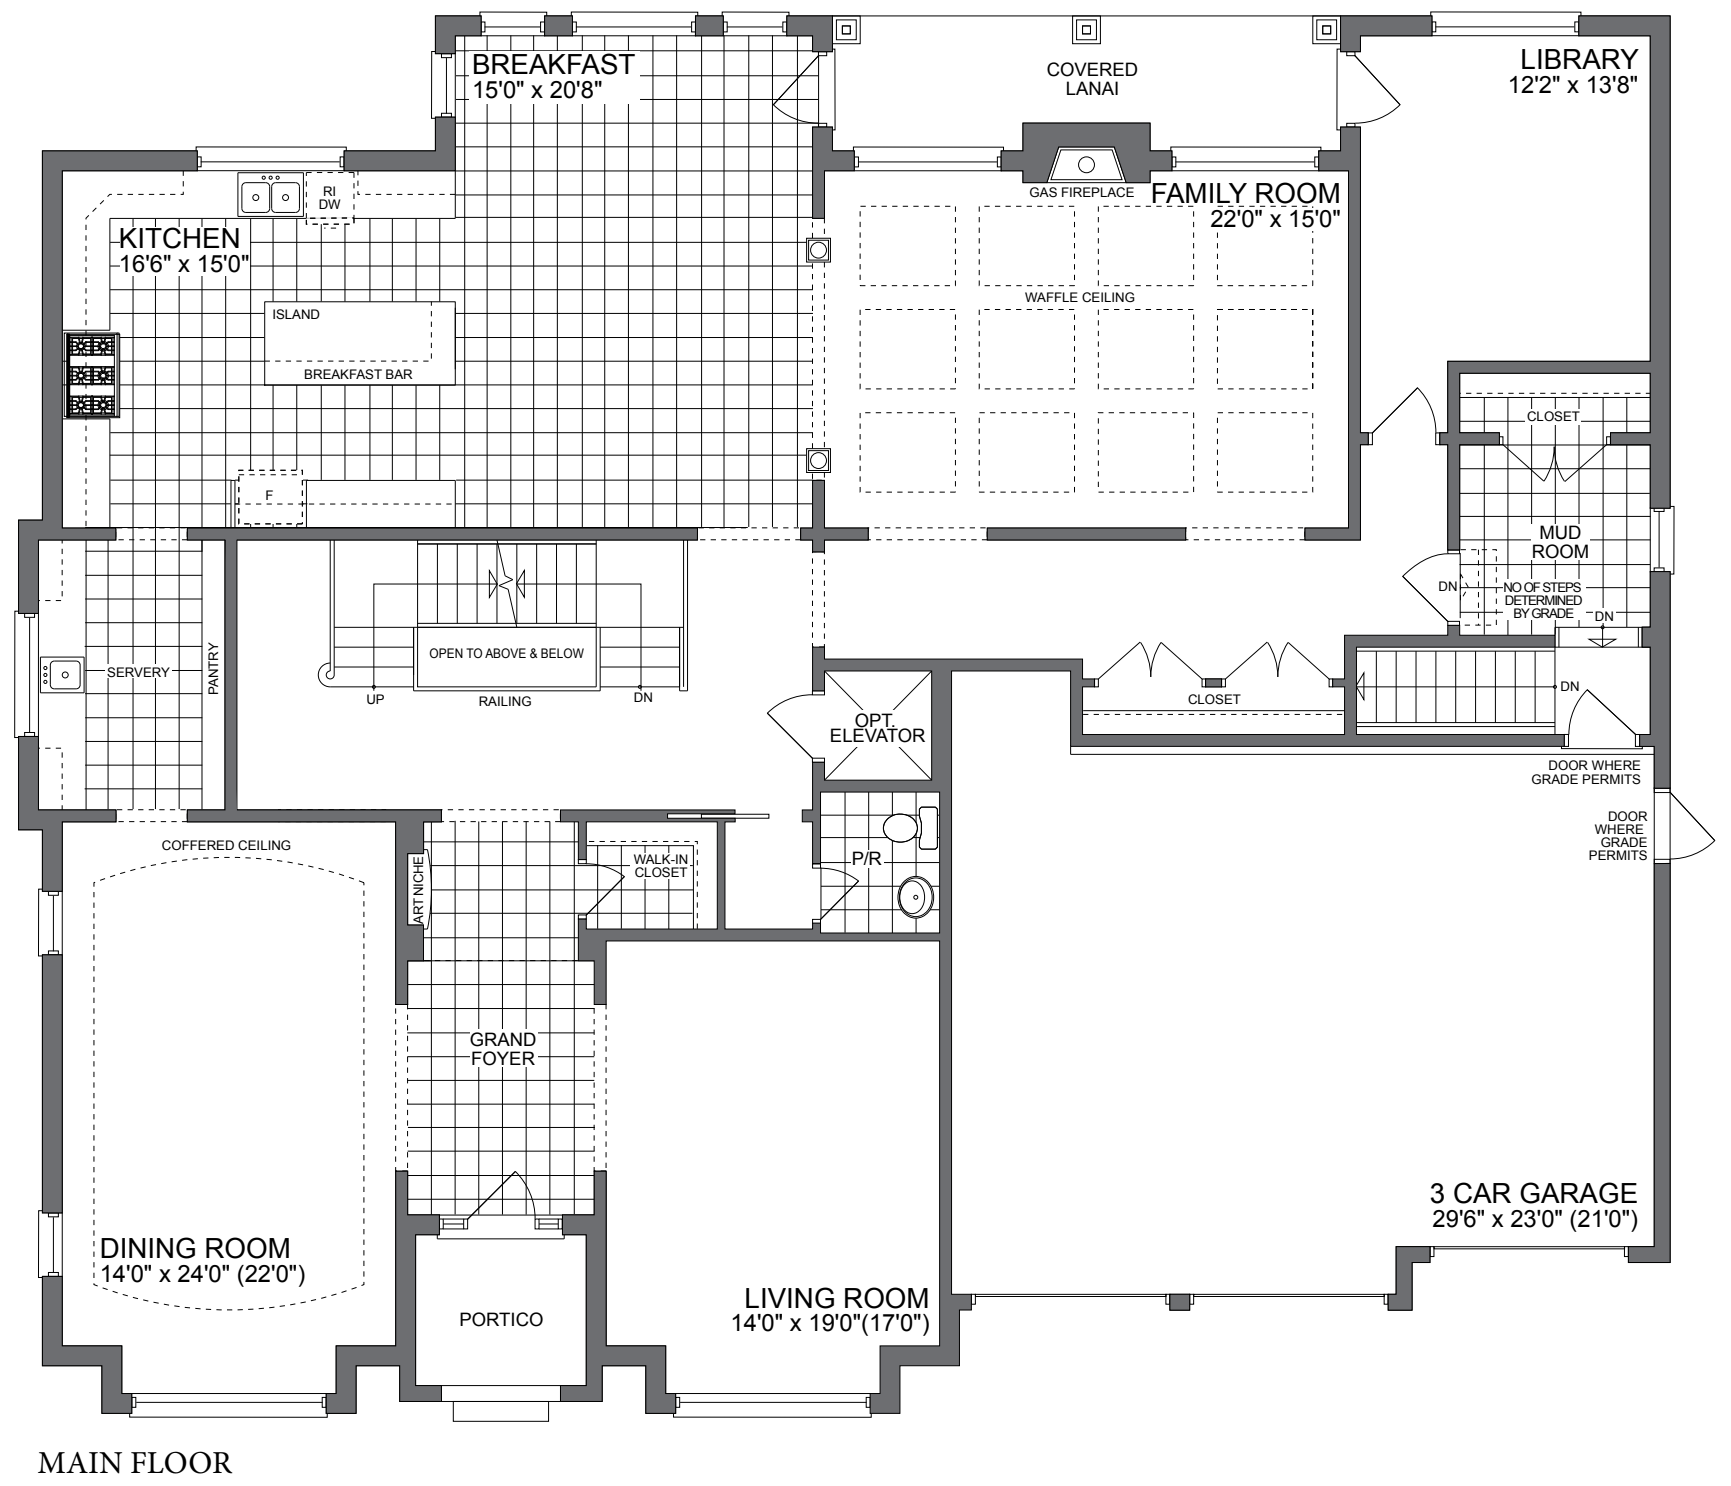 BREAKFAST
15'0" x 20'8"
COVERED
LANAI
LIBRARY
12'2" x 13'8"
RI
DW
GAS FIREPLACE
FAMILY ROOM
22'0" x 15'0"
KITCHEN
16'6" x 15'0"
WAFFLE CEILING
ISLAND
BREAKFAST BAR
CLOSET
F
MUD
ROOM
DN
NO OF STEPS
DETERMINED
BY GRADE
DN
SERVERY
PANTRY
OPEN TO ABOVE & BELOW
UP
RAILING
DN
CLOSET
DN
OPT.
ELEVATOR
DOOR WHERE
GRADE PERMITS
DOOR
WHERE
GRADE
PERMITS
COFFERED CEILING
ART NICHE
WALK-IN
CLOSET
P/R
GRAND
FOYER
3 CAR GARAGE
29'6" x 23'0" (21'0")
DINING ROOM
14'0" x 24'0" (22'0")
PORTICO
LIVING ROOM
14'0" x 19'0"(17'0")
MAIN FLOOR